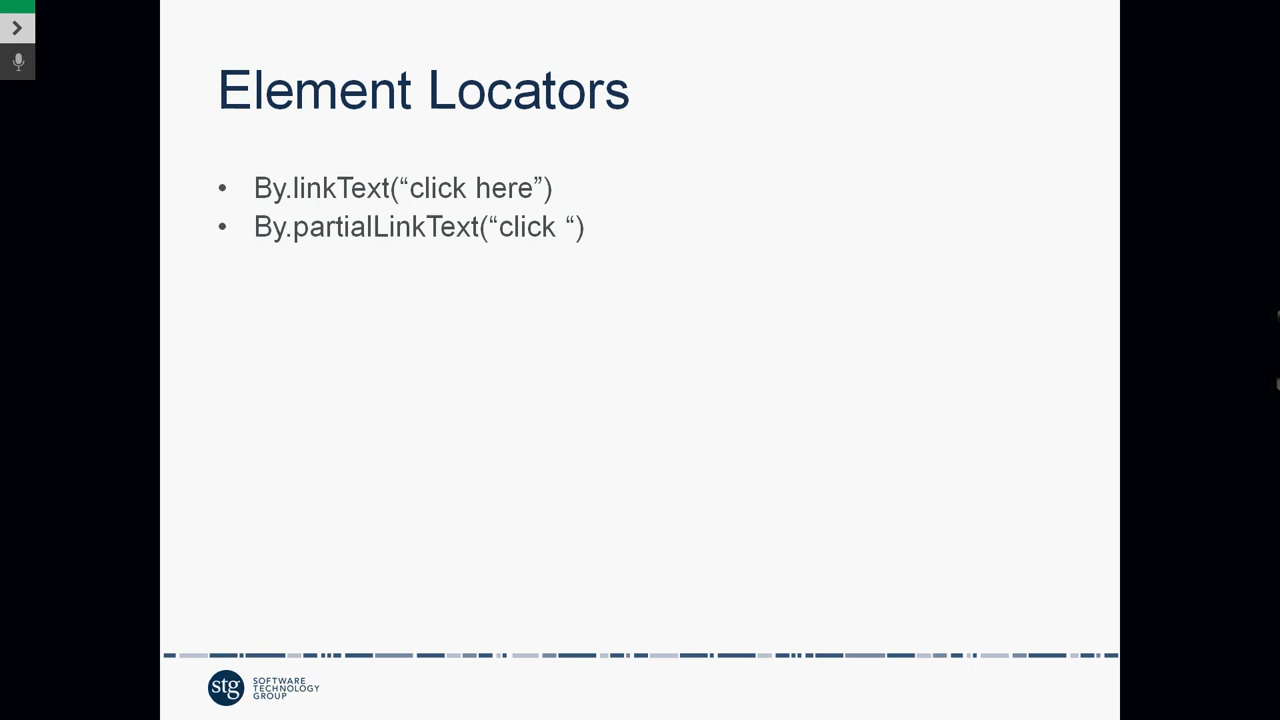 Element Locators
• By.linkText(“click here”)
• By.partialLinkText(“click “)
stg
SOFTWARE
TECHNOLOGY
GROUP